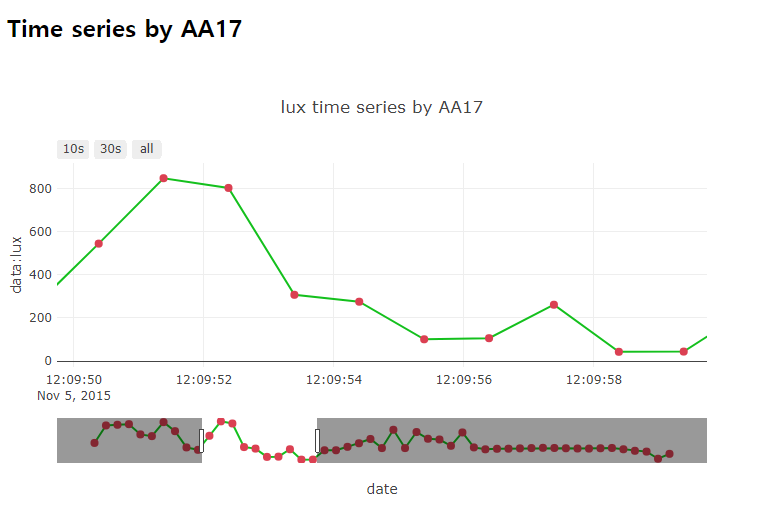 Time series by AA17
lux time series by AA17
10s 30s all
data:lux
800
600
400
200
0
12:09:50 12:09:52 12:09:54 12:09:56 12:09:58
Nov 5, 2015
date